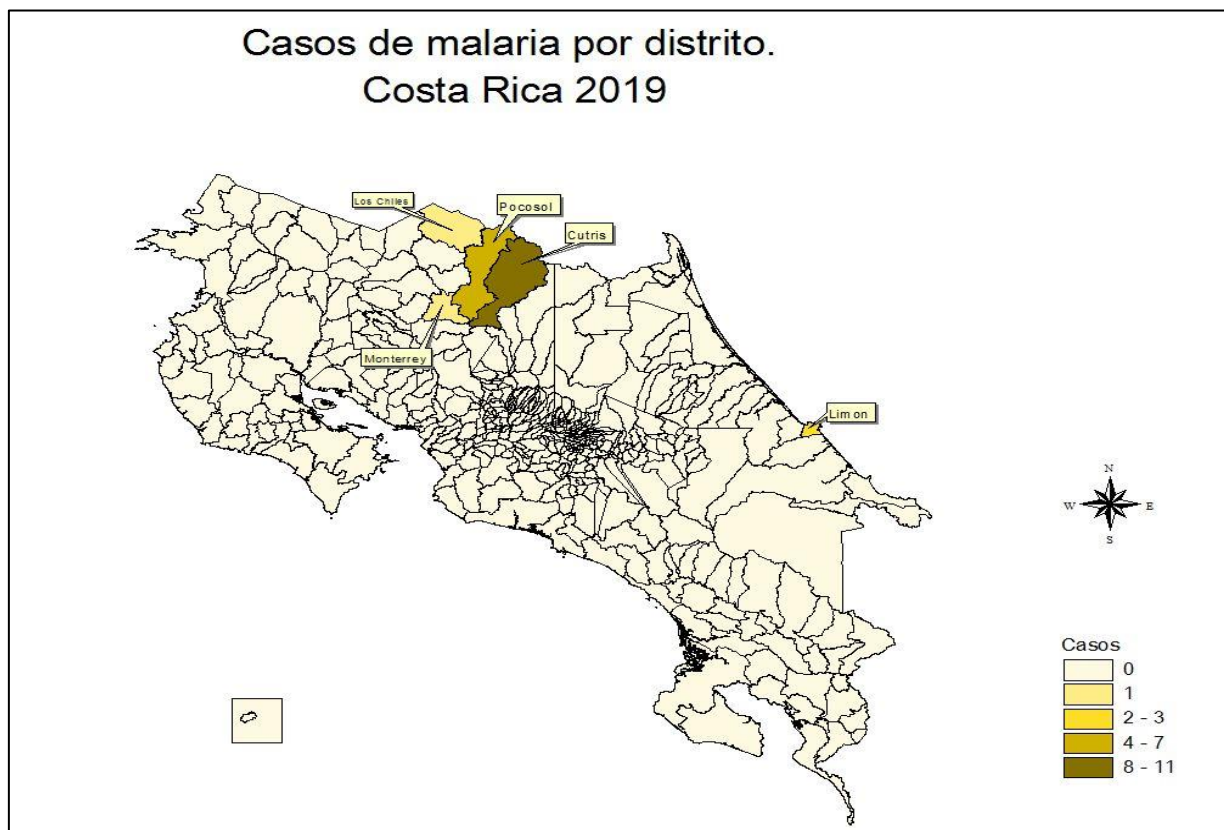 Casos de malaria por distrito.
Costa Rica 2019
Los Chiles
Pocosol
Cutris
Monterrey
Limon
N
W E
S
Casos
0
1
2 - 3
4 - 7
8 - 11